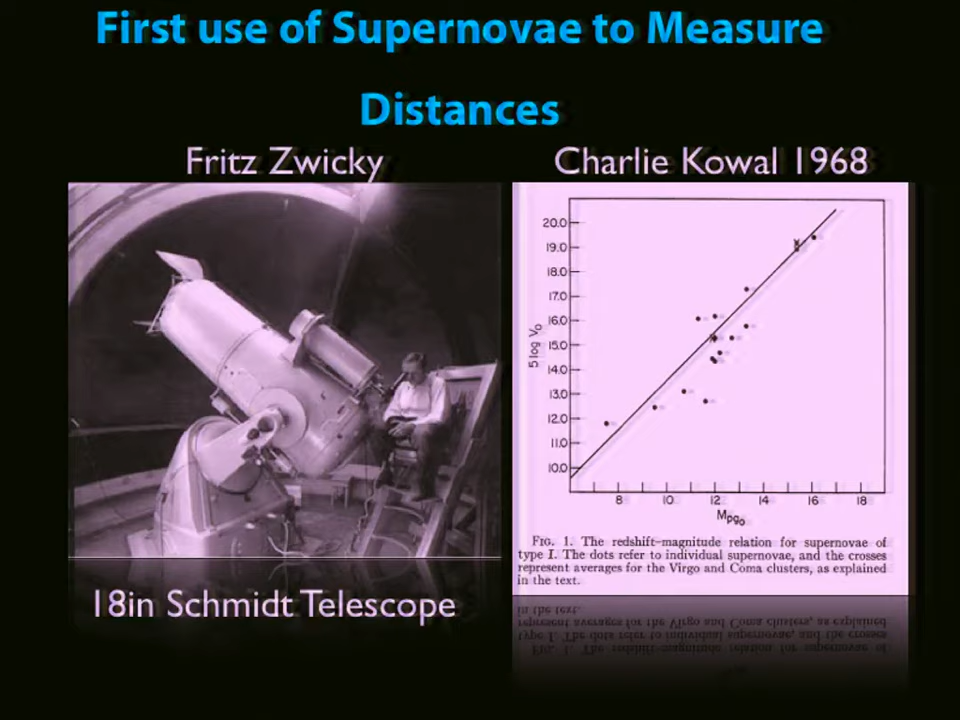 First use of Supernovae to Measure
Distances
Fritz Zwicky
Charlie Kowal 1968
20.0
19.0
18.0
17.0
16.0
15.0
14.0
13.0
12.0
11.0
10.0
5 log V₀
8 10 12 14 16 18
Mpg₀
FIG. 1. The redshift–magnitude relation for supernovae of
type I. The dots refer to individual supernovae, and the crosses
represent averages for the Virgo and Coma clusters, as explained
in the text.
18in Schmidt Telescope